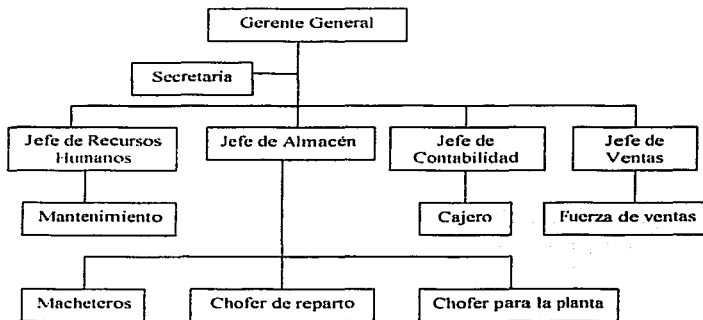 Gerente General
Secretaria
Jefe de Recursos
Humanos
Jefe de Almacén
Jefe de
Contabilidad
Jefe de
Ventas
Mantenimiento
Cajero
Fuerza de ventas
Macheteros
Chofer de reparto
Chofer para la planta